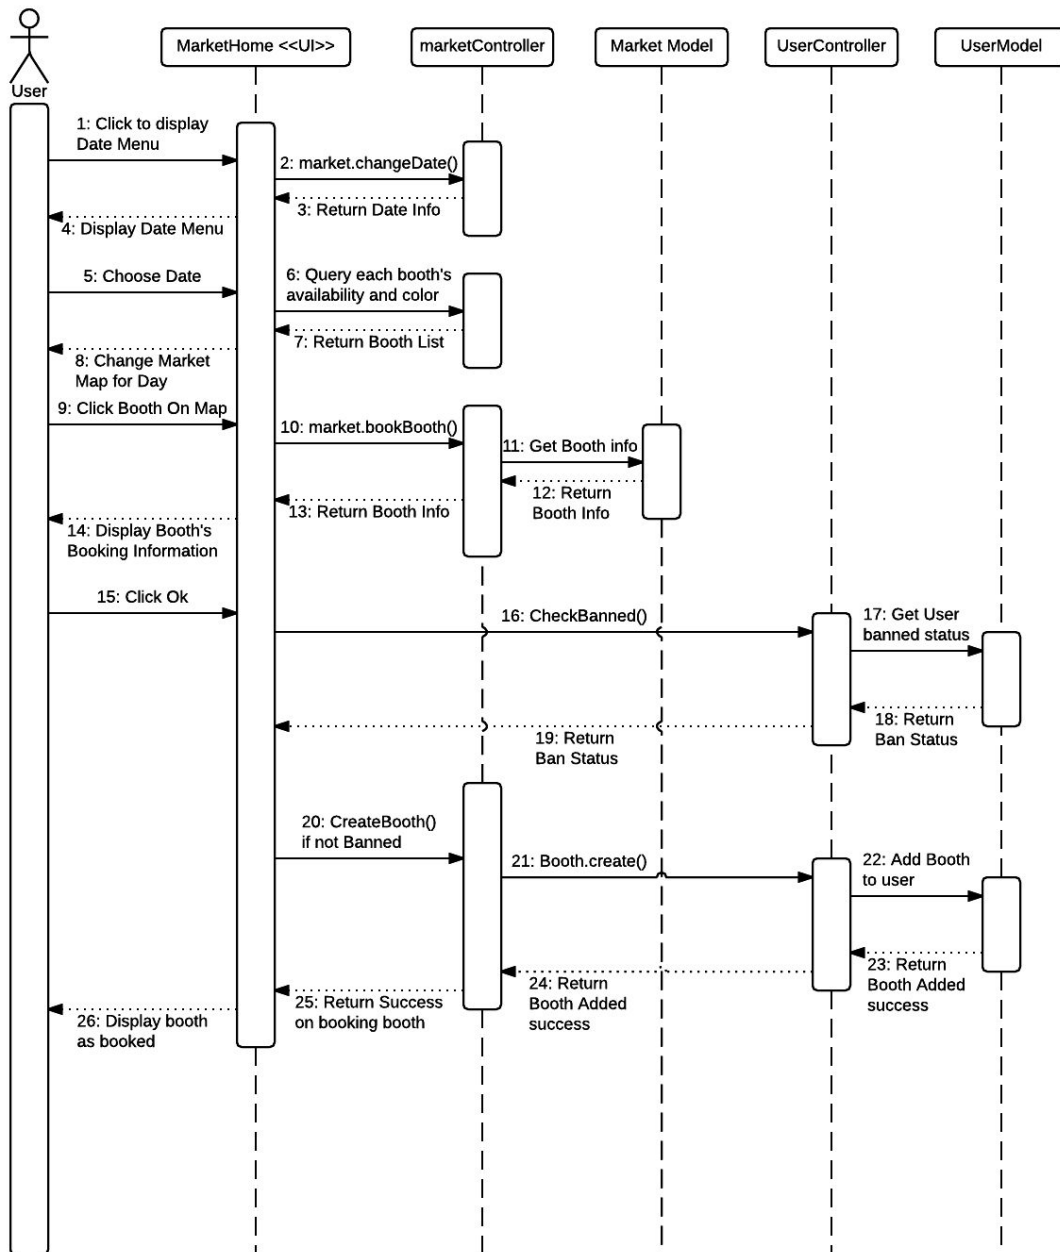 MarketHome <<UI>>
marketController
Market Model
UserController
UserModel
User
1: Click to display
Date Menu
2: market.changeDate()
3: Return Date Info
4: Display Date Menu
5: Choose Date
6: Query each booth's
availability and color
7: Return Booth List
8: Change Market
Map for Day
9: Click Booth On Map
10: market.bookBooth()
11: Get Booth info
12: Return
Booth Info
13: Return Booth Info
14: Display Booth's
Booking Information
15: Click Ok
16: CheckBanned()
17: Get User
banned status
18: Return
Ban Status
19: Return
Ban Status
20: CreateBooth()
if not Banned
21: Booth.create()
22: Add Booth
to user
23: Return
Booth Added
success
24: Return
Booth Added
success
25: Return Success
on booking booth
26: Display booth
as booked